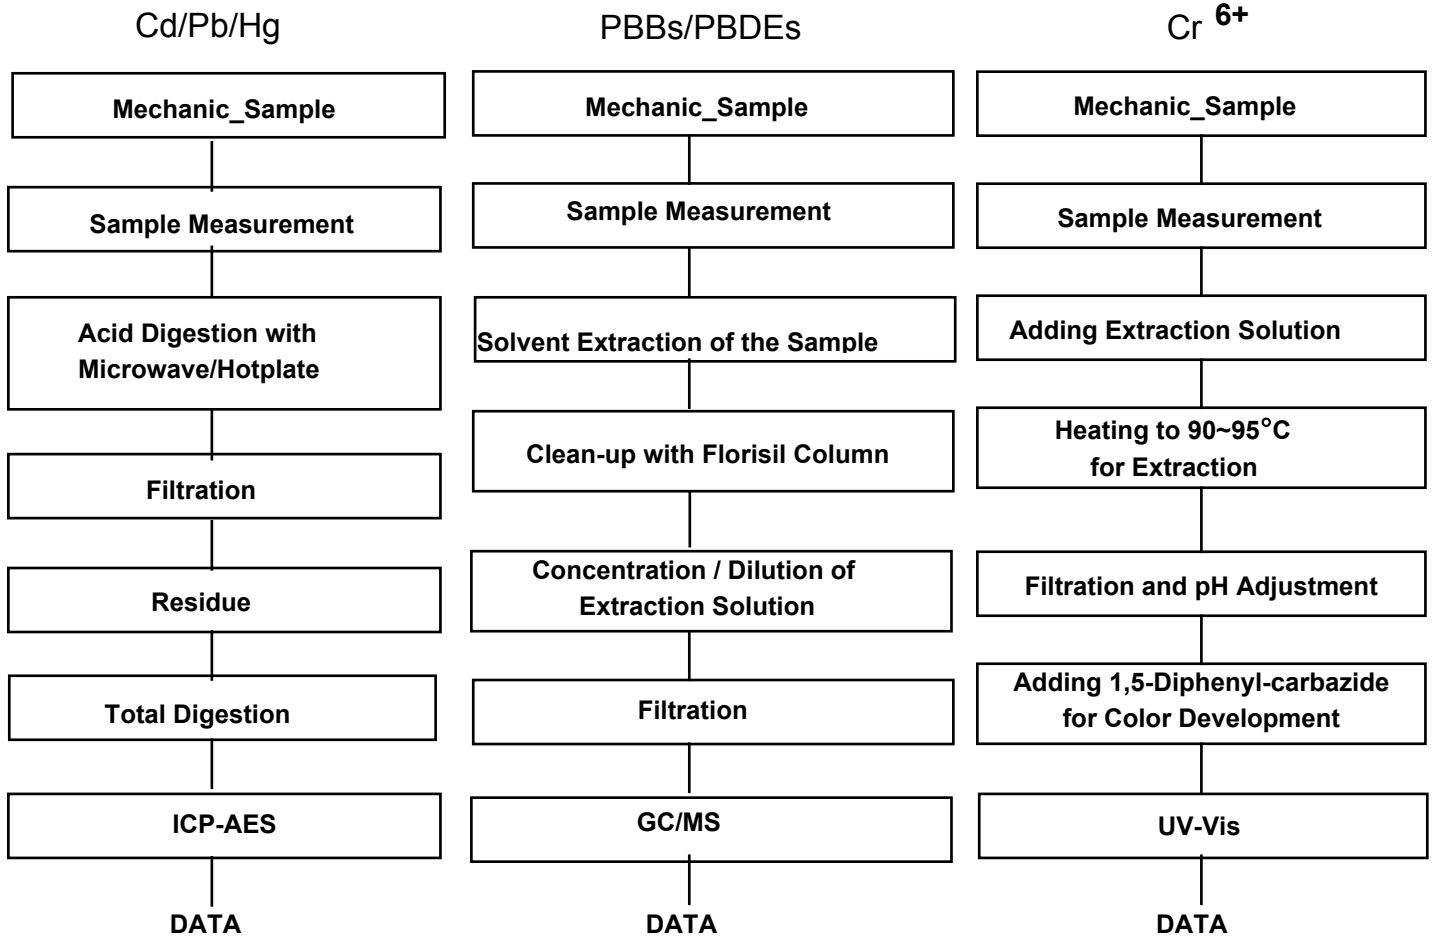 Cd/Pb/Hg
Mechanic_Sample
Sample Measurement
Acid Digestion with
Microwave/Hotplate
Filtration
Residue
Total Digestion
ICP-AES
DATA
PBBs/PBDEs
Mechanic_Sample
Sample Measurement
Solvent Extraction of the Sample
Clean-up with Florisil Column
Concentration / Dilution of
Extraction Solution
Filtration
GC/MS
DATA
Cr 6+
Mechanic_Sample
Sample Measurement
Adding Extraction Solution
Heating to 90~95°C
for Extraction
Filtration and pH Adjustment
Adding 1,5-Diphenyl-carbazide
for Color Development
UV-Vis
DATA